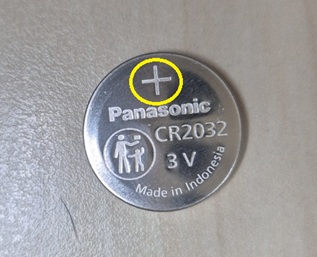 +
Panasonic
CR2032
3 V
Made in Indonesia